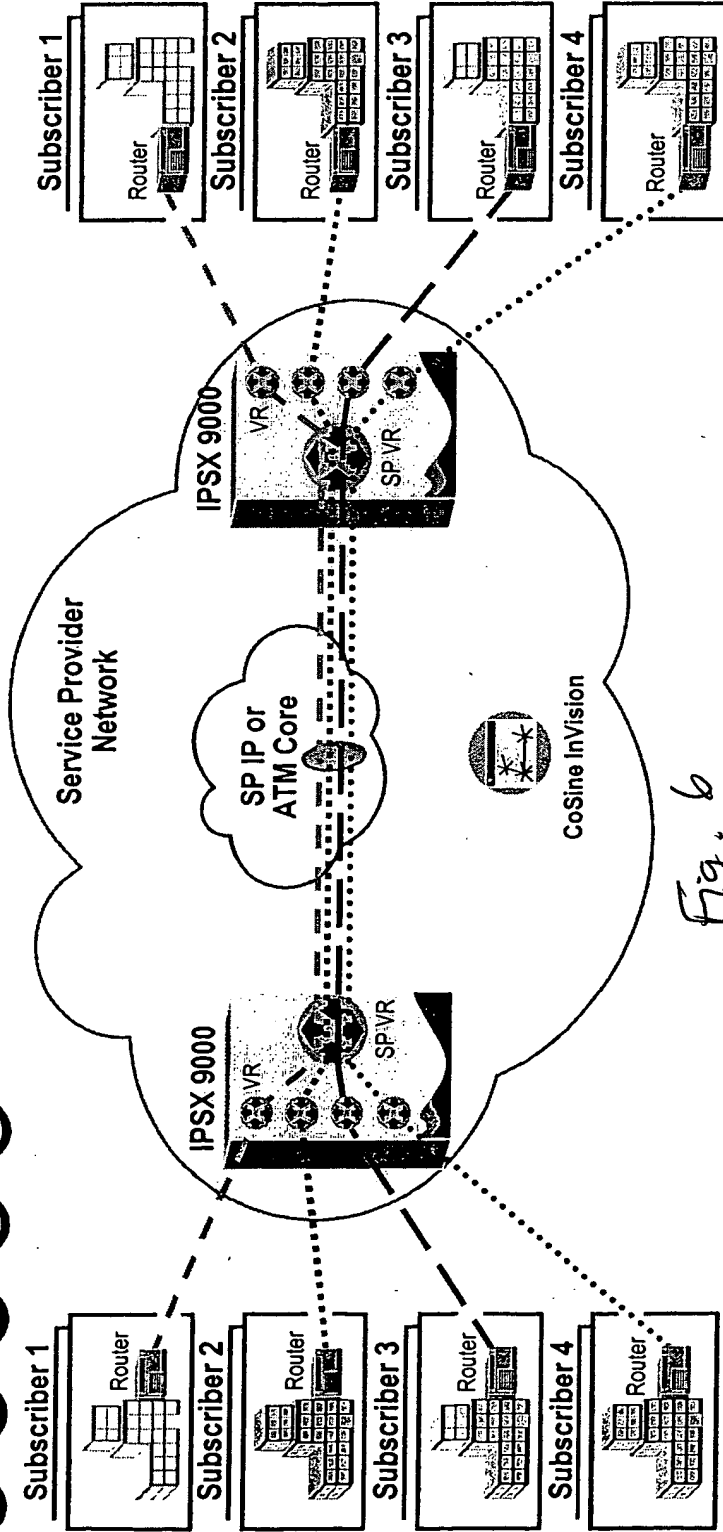 Subscriber 1
Router
Subscriber 2
Router
Subscriber 3
Router
Subscriber 4
Router
IPSX 9000
VR
SP VR
Service Provider
Network
SP IP or
ATM Core
CoSine InVision
IPSX 9000
VR
SP VR
Subscriber 1
Router
Subscriber 2
Router
Subscriber 3
Router
Subscriber 4
Router
Fig. 6